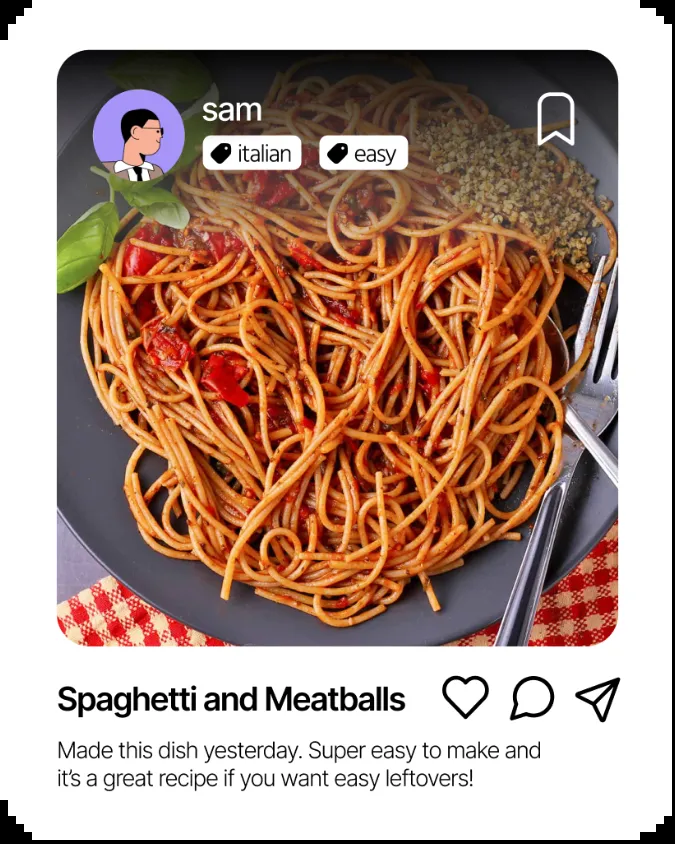 sam
italian
easy
Spaghetti and Meatballs
Made this dish yesterday. Super easy to make and
it's a great recipe if you want easy leftovers!